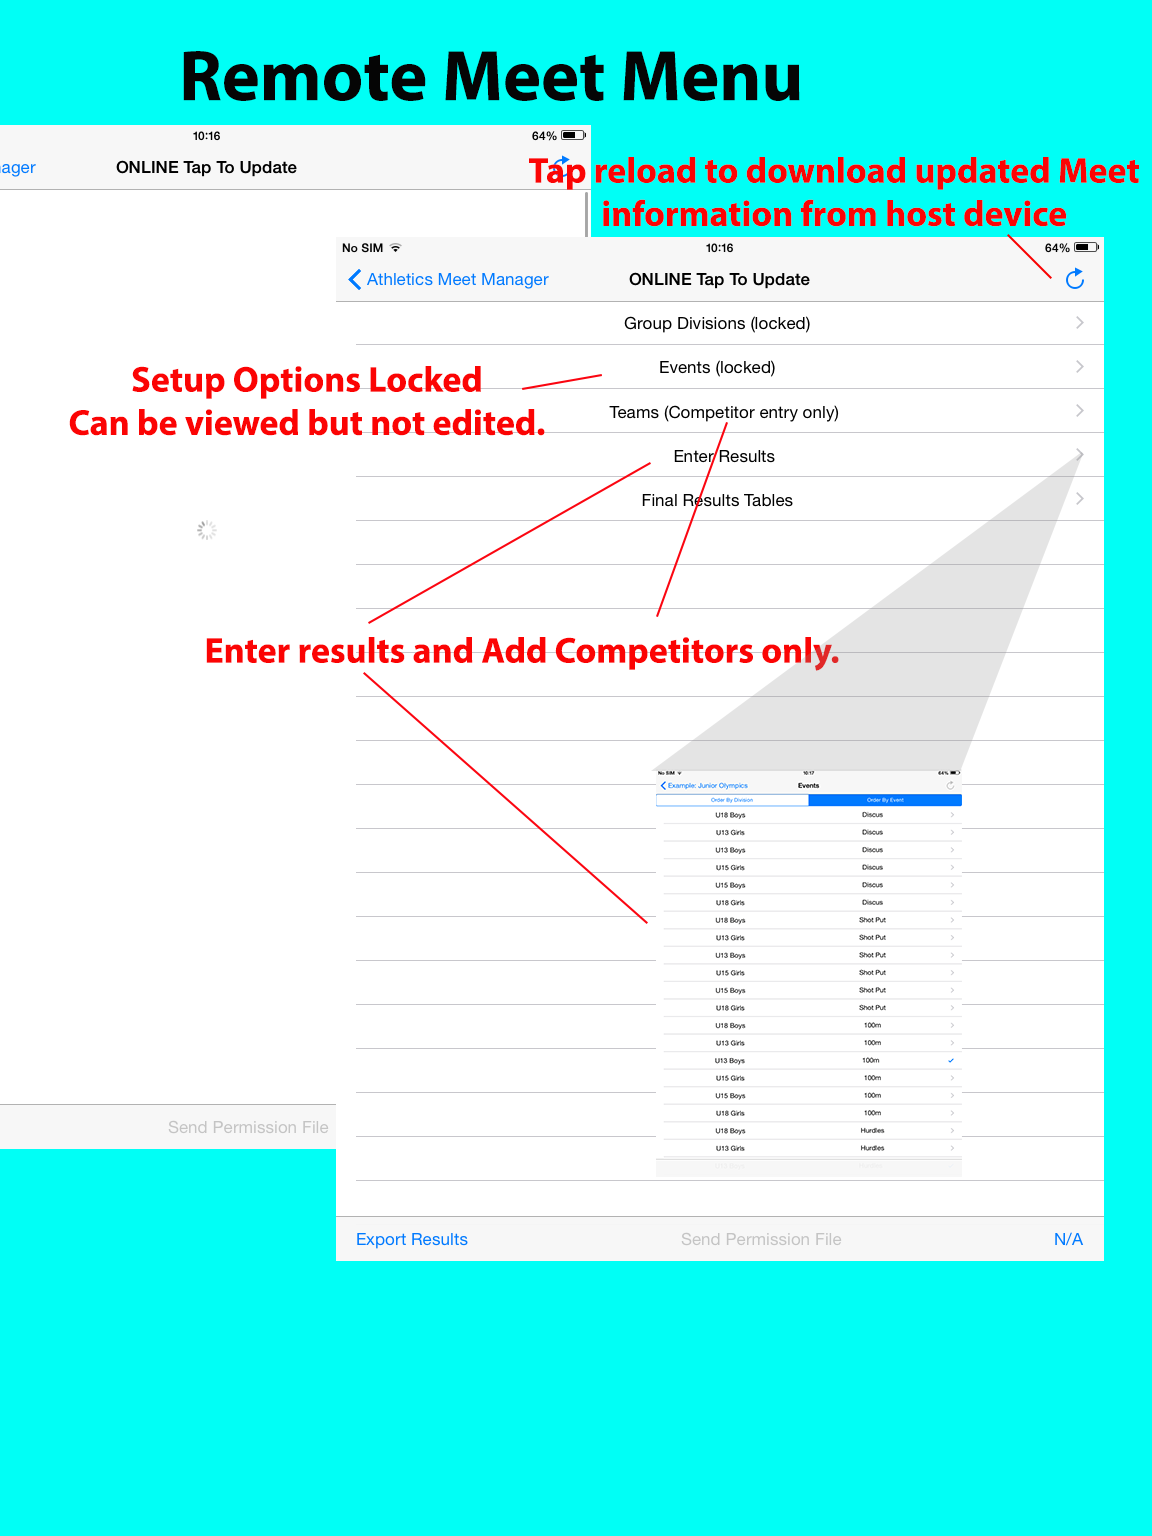 Remote Meet Menu
10:16
64%
ager
ONLINE Tap To Update
Tap reload to download updated Meet
information from host device
No SIM
10:16
64%
Athletics Meet Manager
ONLINE Tap To Update
Group Divisions (locked)
Events (locked)
Setup Options Locked
Can be viewed but not edited.
Teams (Competitor entry only)
Enter Results
Final Results Tables
Enter results and Add Competitors only.
No SIM
10:17
64%
Example: Junior Olympics
Events
Order By Division
Order By Event
U18 Boys Discus
U13 Girls Discus
U13 Boys Discus
U15 Girls Discus
U15 Boys Discus
U18 Girls Discus
U18 Boys Shot Put
U13 Girls Shot Put
U13 Boys Shot Put
U15 Girls Shot Put
U15 Boys Shot Put
U18 Girls Shot Put
U18 Boys 100m
U13 Girls 100m
U13 Boys 100m
U15 Girls 100m
U15 Boys 100m
U18 Girls 100m
U18 Boys Hurdles
U13 Girls Hurdles
Send Permission File
Export Results
Send Permission File
N/A